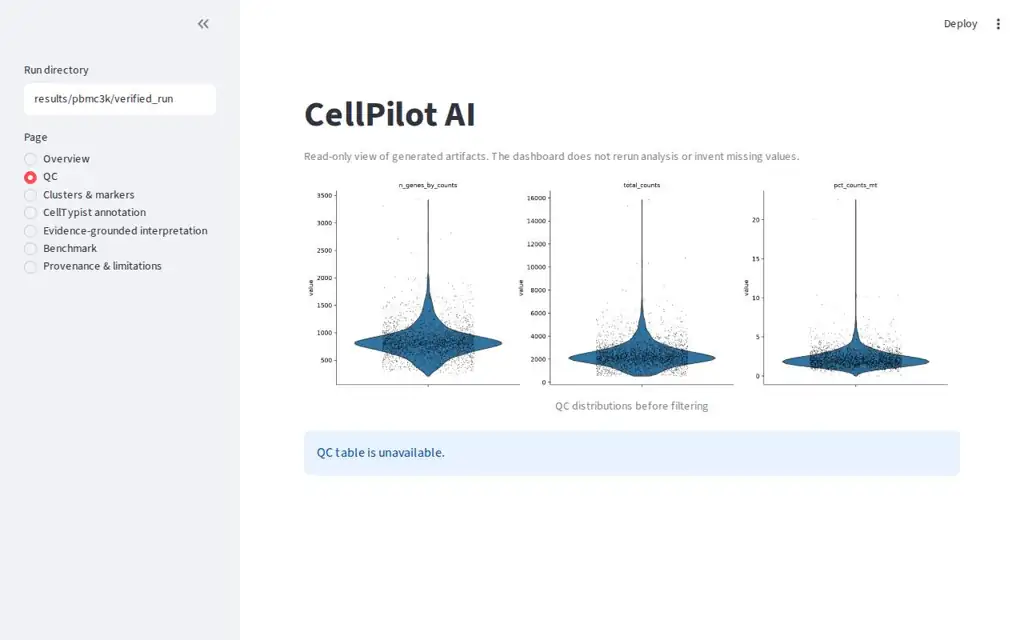 Deploy
Run directory
results/pbmc3k/verified_run
Page
Overview
QC
Clusters & markers
CellTypist annotation
Evidence-grounded interpretation
Benchmark
Provenance & limitations
CellPilot AI
Read-only view of generated artifacts. The dashboard does not rerun analysis or invent missing values.
n_genes_by_counts
3500
3000
2500
2000
1500
1000
500
value
total_counts
16000
14000
12000
10000
8000
6000
4000
2000
0
value
pct_counts_mt
20
15
10
5
0
value
QC distributions before filtering
QC table is unavailable.